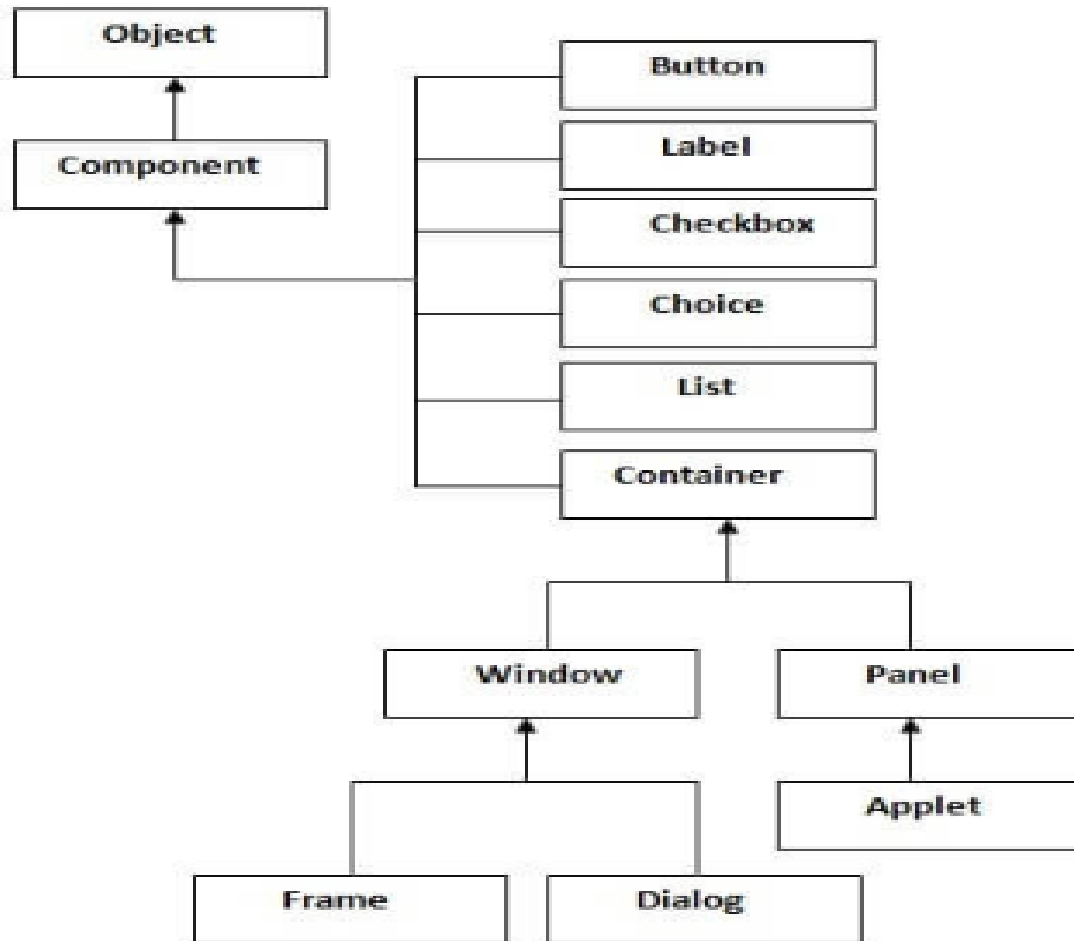 Object
Component
Button
Label
Checkbox
Choice
List
Container
Window
Panel
Applet
Frame
Dialog